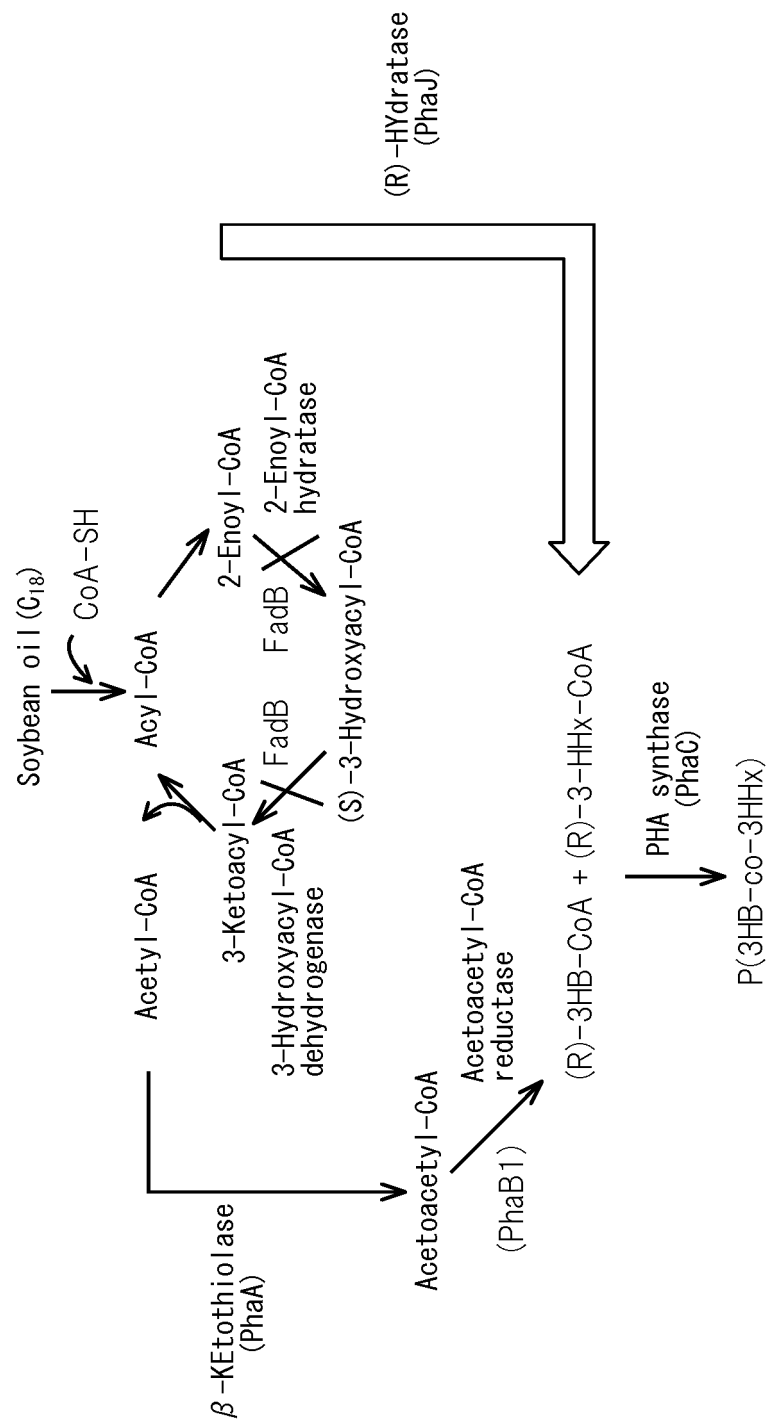 Soybean oil(C₁₈)
CoA-SH
Acetyl-CoA
Acyl-CoA
β-KEtothiolase
(PhaA)
3-Ketoacyl-CoA
2-Enoyl-CoA
3-Hydroxyacyl-CoA
dehydrogenase
FadB
FadB
2-Enoyl-CoA
hydratase
(S)-3-Hydroxyacyl-CoA
(R)-HYdratase
(PhaJ)
Acetoacetyl-CoA
Acetoacetyl-CoA
reductase
(PhaB1)
(R)-3HB-CoA + (R)-3-HHx-CoA
PHA synthase
(PhaC)
P(3HB-co-3HHx)